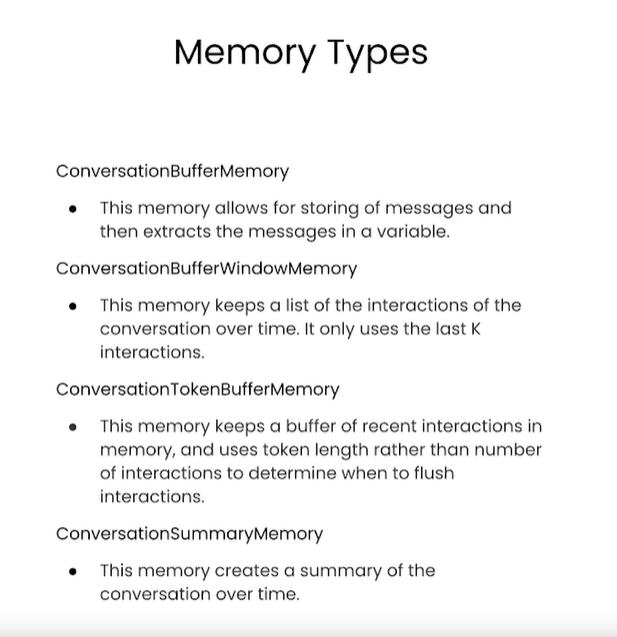 Memory Types
ConversationBufferMemory
● This memory allows for storing of messages and
then extracts the messages in a variable.
ConversationBufferWindowMemory
● This memory keeps a list of the interactions of the
conversation over time. It only uses the last K
interactions.
ConversationTokenBufferMemory
● This memory keeps a buffer of recent interactions in
memory, and uses token length rather than number
of interactions to determine when to flush
interactions.
ConversationSummaryMemory
● This memory creates a summary of the
conversation over time.